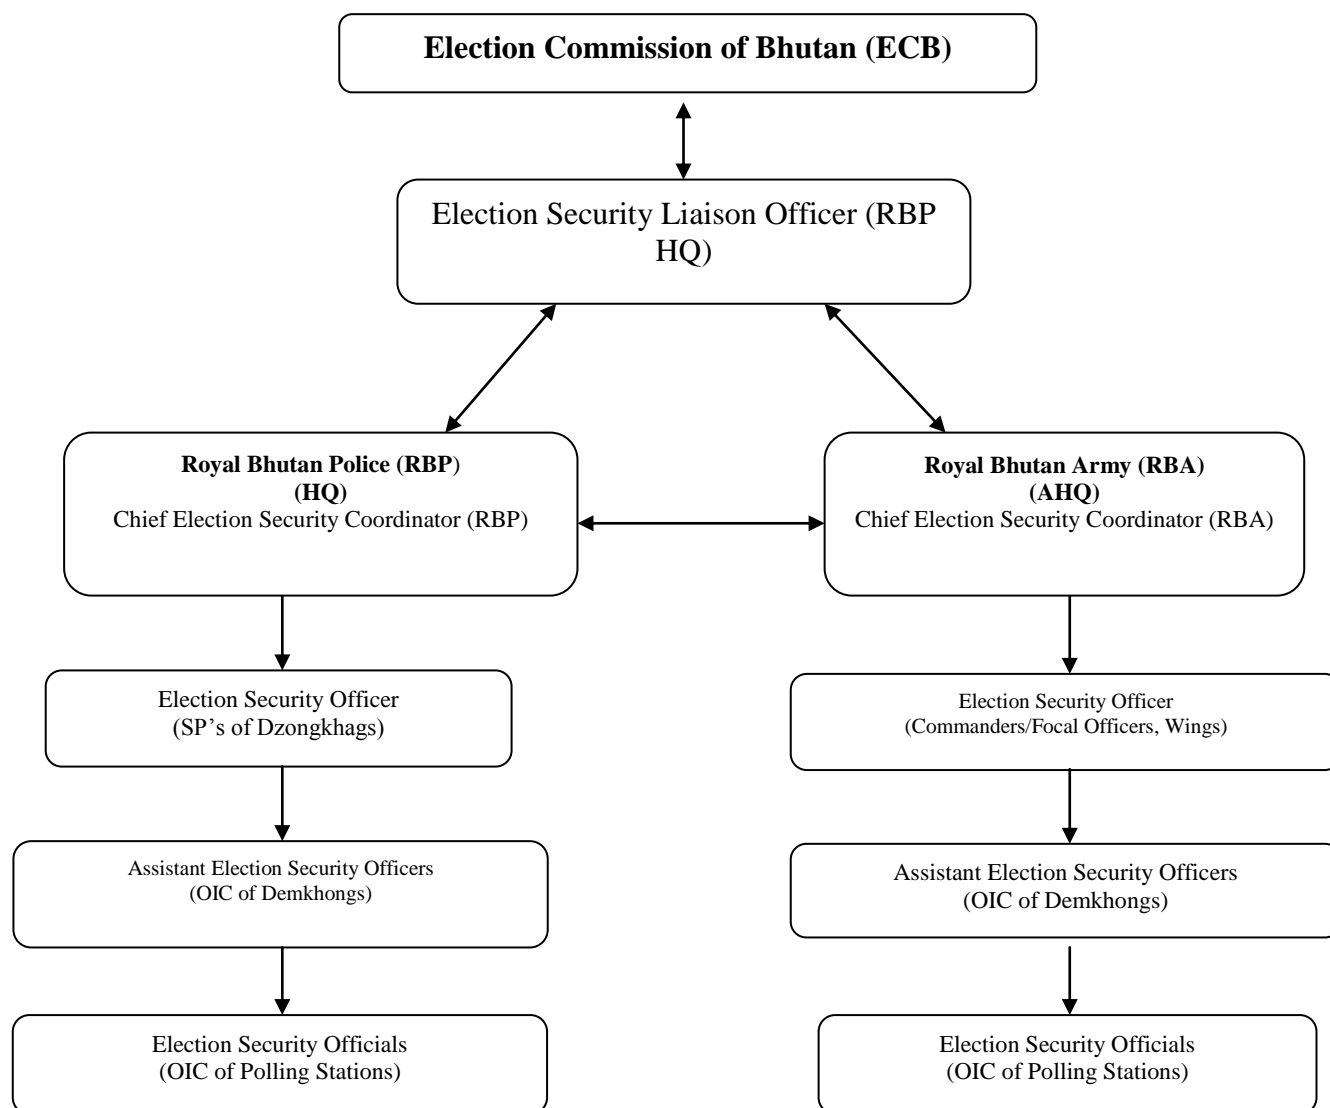 Election Commission of Bhutan (ECB)
Election Security Liaison Officer (RBP
HQ)
Royal Bhutan Police (RBP)
(HQ)
Chief Election Security Coordinator (RBP)
Royal Bhutan Army (RBA)
(AHQ)
Chief Election Security Coordinator (RBA)
Election Security Officer
(SP’s of Dzongkhags)
Election Security Officer
(Commanders/Focal Officers, Wings)
Assistant Election Security Officers
(OIC of Demkhongs)
Assistant Election Security Officers
(OIC of Demkhongs)
Election Security Officials
(OIC of Polling Stations)
Election Security Officials
(OIC of Polling Stations)